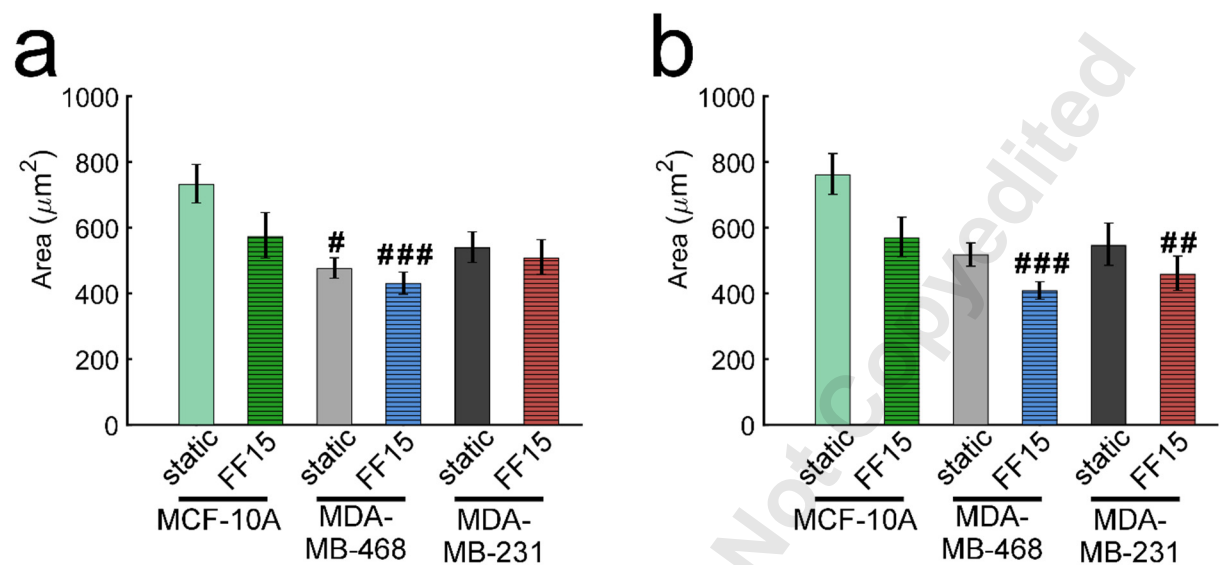 a
1000
800
600
400
200
0
Area (μm²)
#
###
static
FF15
static
FF15
static
FF15
MCF-10A
MDA-
MB-468
MDA-
MB-231
b
1000
800
600
400
200
0
Area (μm²)
###
##
static
FF15
static
FF15
static
FF15
MCF-10A
MDA-
MB-468
MDA-
MB-231
Not Copyedited